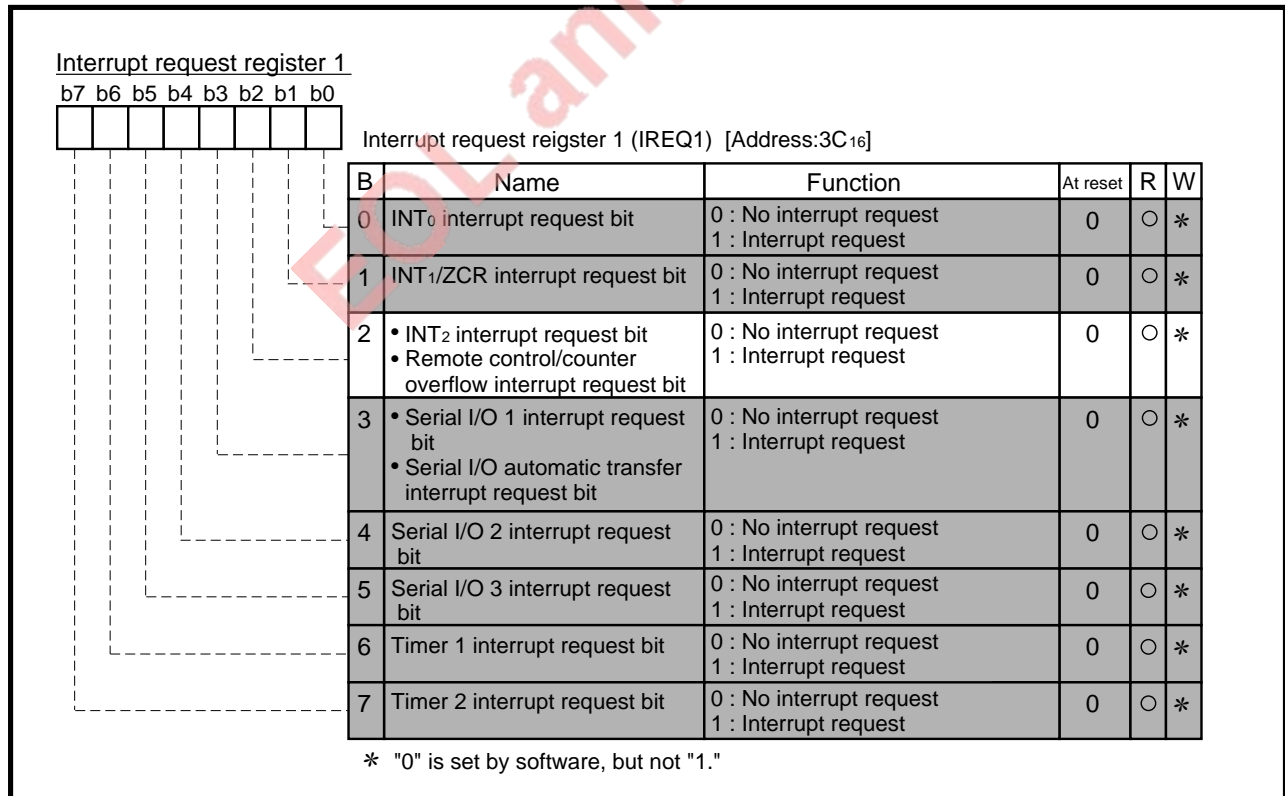 EOL ann
Interrupt request register 1
b7 b6 b5 b4 b3 b2 b1 b0
Interrupt request reigster 1 (IREQ1) [Address:3C16]
B Name Function At reset R W
0 INT0 interrupt request bit 0 : No interrupt request 0 ○ *
1 : Interrupt request
1 INT1/ZCR interrupt request bit 0 : No interrupt request 0 ○ *
1 : Interrupt request
2 • INT2 interrupt request bit 0 : No interrupt request 0 ○ *
• Remote control/counter 1 : Interrupt request
overflow interrupt request bit
3 • Serial I/O 1 interrupt request 0 : No interrupt request 0 ○ *
bit 1 : Interrupt request
• Serial I/O automatic transfer
interrupt request bit
4 Serial I/O 2 interrupt request 0 : No interrupt request 0 ○ *
bit 1 : Interrupt request
5 Serial I/O 3 interrupt request 0 : No interrupt request 0 ○ *
bit 1 : Interrupt request
6 Timer 1 interrupt request bit 0 : No interrupt request 0 ○ *
1 : Interrupt request
7 Timer 2 interrupt request bit 0 : No interrupt request 0 ○ *
1 : Interrupt request
* "0" is set by software, but not "1."